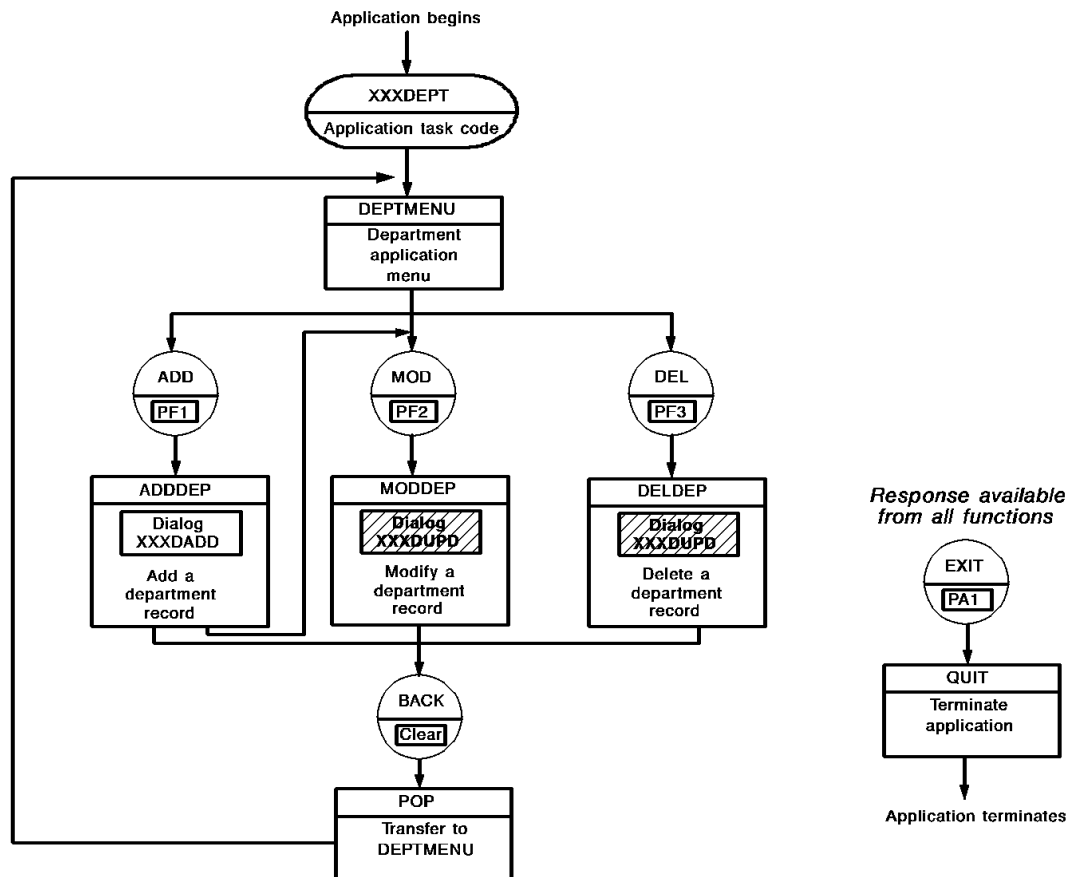 Application begins
XXXDEPT
Application task code
DEPTMENU
Department
application
menu
ADD
PF1
MOD
PF2
DEL
PF3
ADDDEP
Dialog
XXXDADD
Add a
department
record
MODDEP
Dialog
XXXDUPD
Modify a
department
record
DELDEP
Dialog
XXXDUPD
Delete a
department
record
Response available
from all functions
EXIT
PA1
QUIT
Terminate
application
Application terminates
BACK
Clear
POP
Transfer to
DEPTMENU